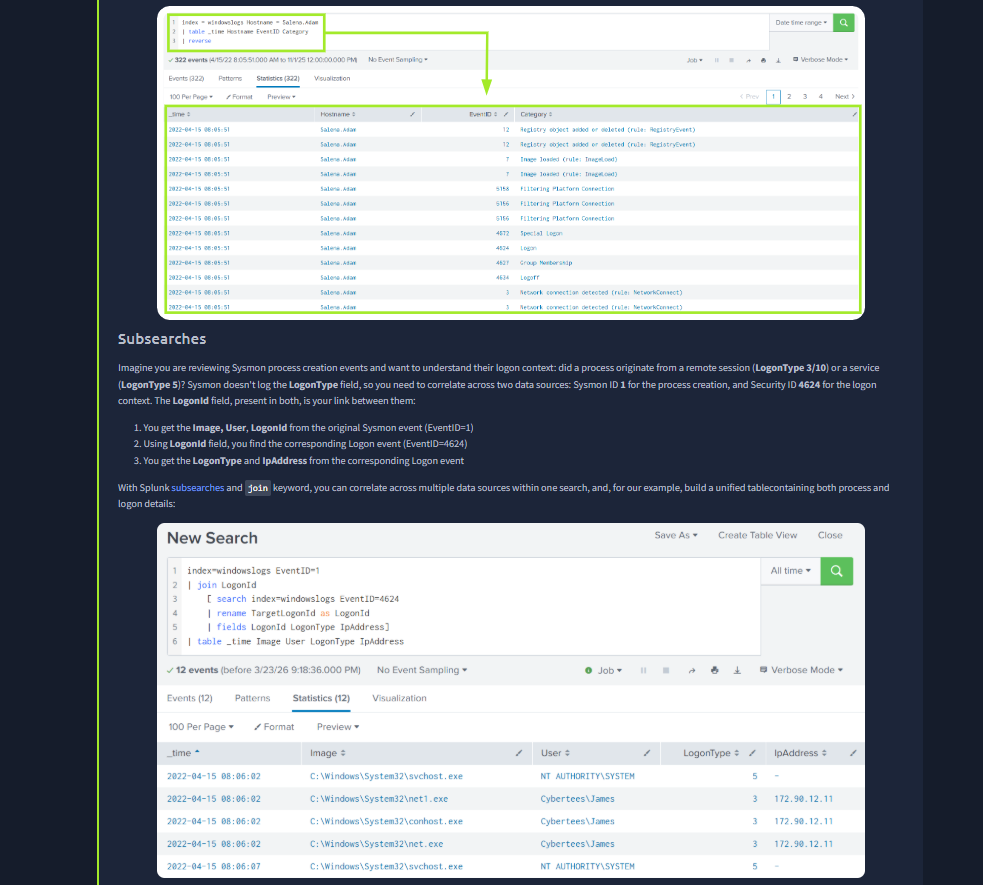 1 index = windowslogs Hostname = Salena.Adam
2 | table _time Hostname EventID Category
3 | reverse
Date time range
322 events (4/15/22 8:05:51.000 AM to 11/1/25 12:00:00.000 PM) No Event Sampling
Job Verbose Mode
Events (322) Patterns Statistics (322) Visualization
100 Per Page Format Preview
< Prev 1 2 3 4 Next >
_time Hostname EventID Category
2022-04-15 08:05:51 Salena.Adam 12 Registry object added or deleted (rule: RegistryEvent)
2022-04-15 08:05:51 Salena.Adam 12 Registry object added or deleted (rule: RegistryEvent)
2022-04-15 08:05:51 Salena.Adam 7 Image loaded (rule: ImageLoad)
2022-04-15 08:05:51 Salena.Adam 7 Image loaded (rule: ImageLoad)
2022-04-15 08:05:51 Salena.Adam 5158 Filtering Platform Connection
2022-04-15 08:05:51 Salena.Adam 5156 Filtering Platform Connection
2022-04-15 08:05:51 Salena.Adam 5156 Filtering Platform Connection
2022-04-15 08:05:51 Salena.Adam 4672 Special Logon
2022-04-15 08:05:51 Salena.Adam 4624 Logon
2022-04-15 08:05:51 Salena.Adam 4627 Group Membership
2022-04-15 08:05:51 Salena.Adam 4634 Logoff
2022-04-15 08:05:51 Salena.Adam 3 Network connection detected (rule: NetworkConnect)
2022-04-15 08:05:51 Salena.Adam 3 Network connection detected (rule: NetworkConnect)
Subsearches
Imagine you are reviewing Sysmon process creation events and want to understand their logon context: did a process originate from a remote session (LogonType 3/10) or a service
(LogonType 5)? Sysmon doesn't log the LogonType field, so you need to correlate across two data sources: Sysmon ID 1 for the process creation, and Security ID 4624 for the logon
context. The LogonId field, present in both, is your link between them:
1. You get the Image, User, LogonId from the original Sysmon event (EventID=1)
2. Using LogonId field, you find the corresponding Logon event (EventID=4624)
3. You get the LogonType and IpAddress from the corresponding Logon event
With Splunk subsearches and join keyword, you can correlate across multiple data sources within one search, and, for our example, build a unified tablecontaining both process and
logon details:
New Search
Save As Create Table View Close
1 index=windowslogs EventID=1
2 | join LogonId
3 [ search index=windowslogs EventID=4624
4 | rename TargetLogonId as LogonId
5 | fields LogonId LogonType IpAddress]
6 | table _time Image User LogonType IpAddress
All time
12 events (before 3/23/26 9:18:36.000 PM) No Event Sampling
Job Verbose Mode
Events (12) Patterns Statistics (12) Visualization
100 Per Page Format Preview
_time Image User LogonType IpAddress
2022-04-15 08:06:02 C:\Windows\System32\svchost.exe NT AUTHORITY\SYSTEM 5 -
2022-04-15 08:06:02 C:\Windows\System32\net1.exe Cybertees\James 3 172.90.12.11
2022-04-15 08:06:02 C:\Windows\System32\conhost.exe Cybertees\James 3 172.90.12.11
2022-04-15 08:06:02 C:\Windows\System32\net.exe Cybertees\James 3 172.90.12.11
2022-04-15 08:06:07 C:\Windows\System32\svchost.exe NT AUTHORITY\SYSTEM 5 -